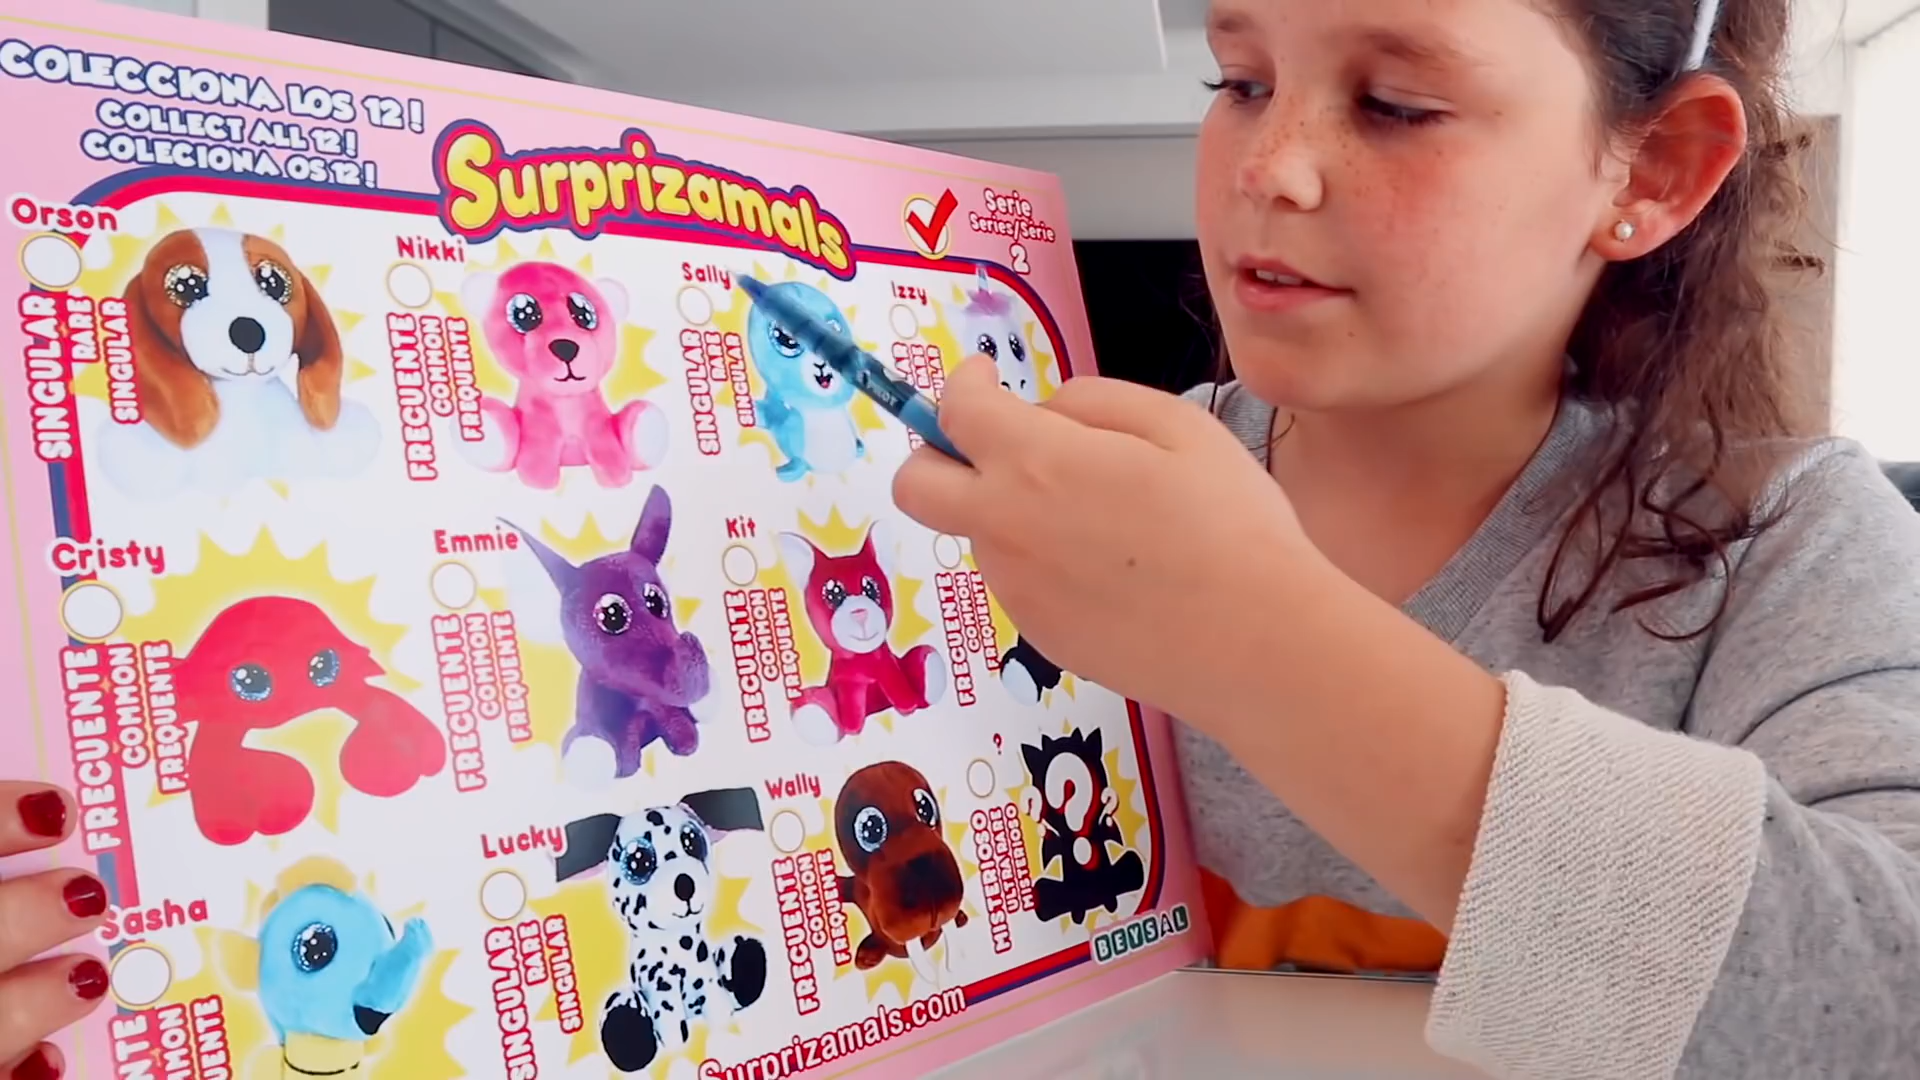 COLECCIONA LOS 12!
COLLECT ALL 12!
COLECIONA OS 12!
Surprizamals
Serie
Series/Série
2
Orson
SINGULAR
RARE
SINGULAR
Nikki
FRECUENTE
COMMON
FREQUENTE
Sally
SINGULAR
RARE
SINGULAR
Izzy
Cristy
FRECUENTE
COMMON
FREQUENTE
Emmie
FRECUENTE
COMMON
FREQUENTE
Kit
FRECUENTE
COMMON
FREQUENTE
FRECUENTE
COMMON
FREQUENTE
Sasha
Lucky
SINGULAR
RARE
SINGULAR
Wally
FRECUENTE
COMMON
FREQUENTE
?
MISTERIOSO
ULTRA RARE
MISTERIOSO
? ? ?
BEYSAL
Surprizamals.com